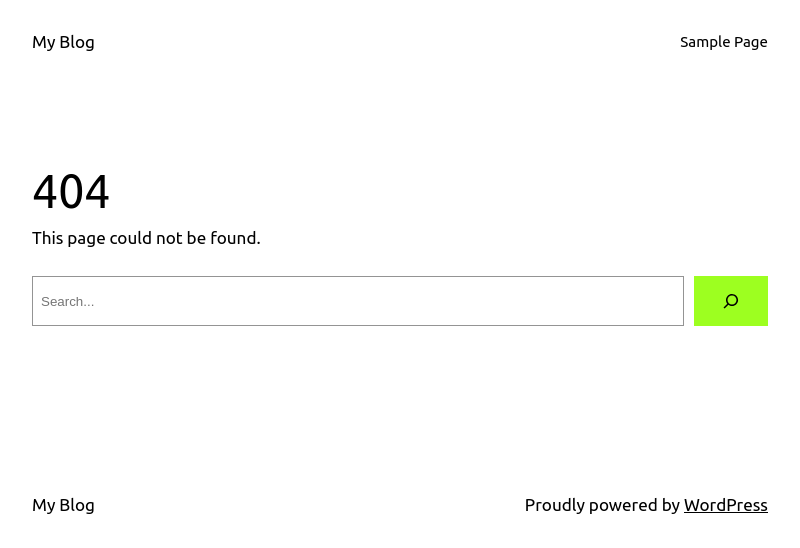 My Blog
Sample Page
404
This page could not be found.
Search...
My Blog
Proudly powered by WordPress